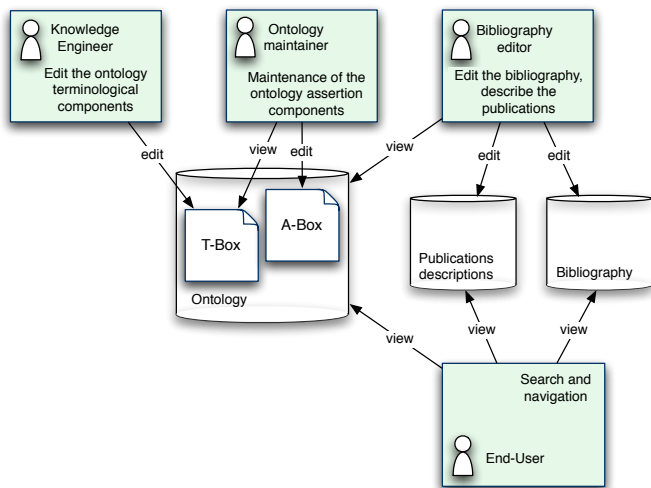 Knowledge
Engineer
Edit the ontology
terminological
components
Ontology
maintainer
Maintenance of the
ontology assertion
components
Bibliography
editor
Edit the bibliography,
describe the
publications
edit
view
edit
view
edit
edit
T-Box
A-Box
Ontology
Publications
descriptions
Bibliography
view
view
view
Search and
navigation
End-User